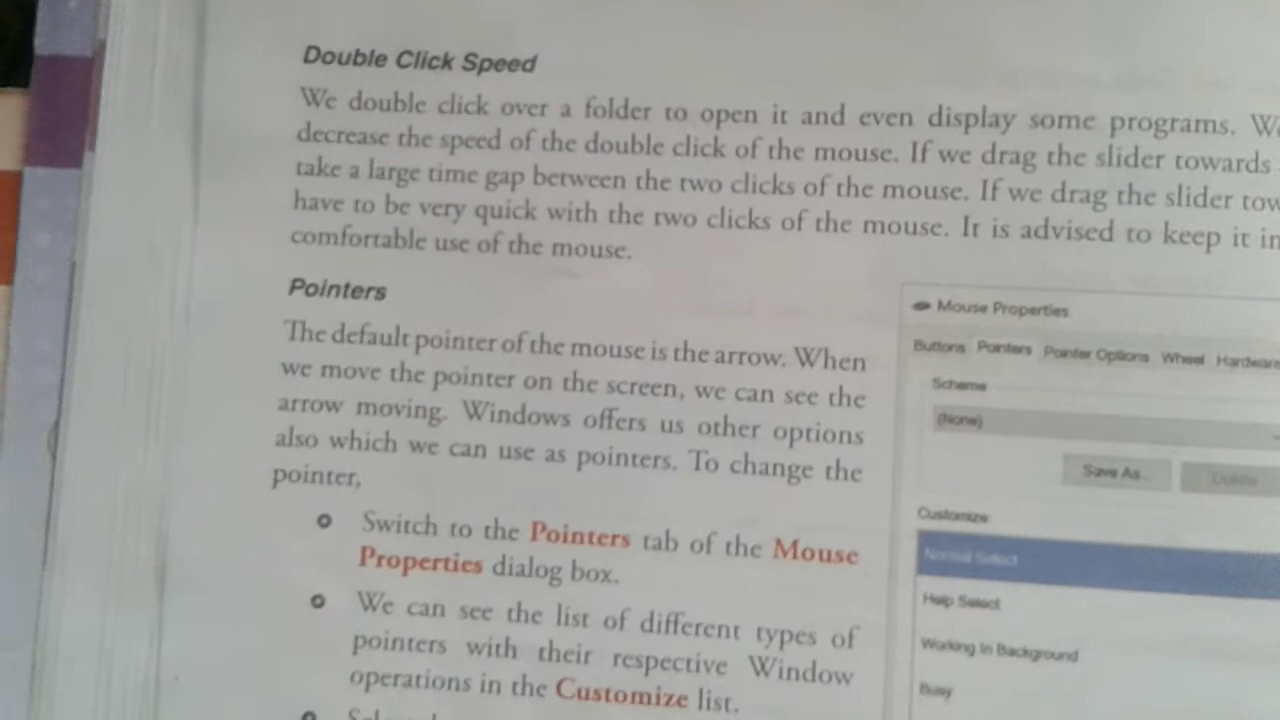 Double Click Speed
We double click over a folder to open it and even display some programs.
decrease the speed of the double click of the mouse. If we drag the slider towards
take a large time gap between the two clicks of the mouse. If we drag the slider
have to be very quick with the two clicks of the mouse. It is advised to keep it in
comfortable use of the mouse.
Pointers
The default pointer of the mouse is the arrow. When
we move the pointer on the screen, we can see the
arrow moving. Windows offers us other options
also which we can use as pointers. To change the
pointer,
Switch to the Pointers tab of the Mouse
Properties dialog box.
We can see the list of different types of
pointers with their respective Window
operations in the Customize list.
Mouse Properties
Buttons Pointers Pointer Options Wheel Hardware
Scheme
(None)
Save As Delete
Customize
Normal Select
Help Select
Working In Background
Busy